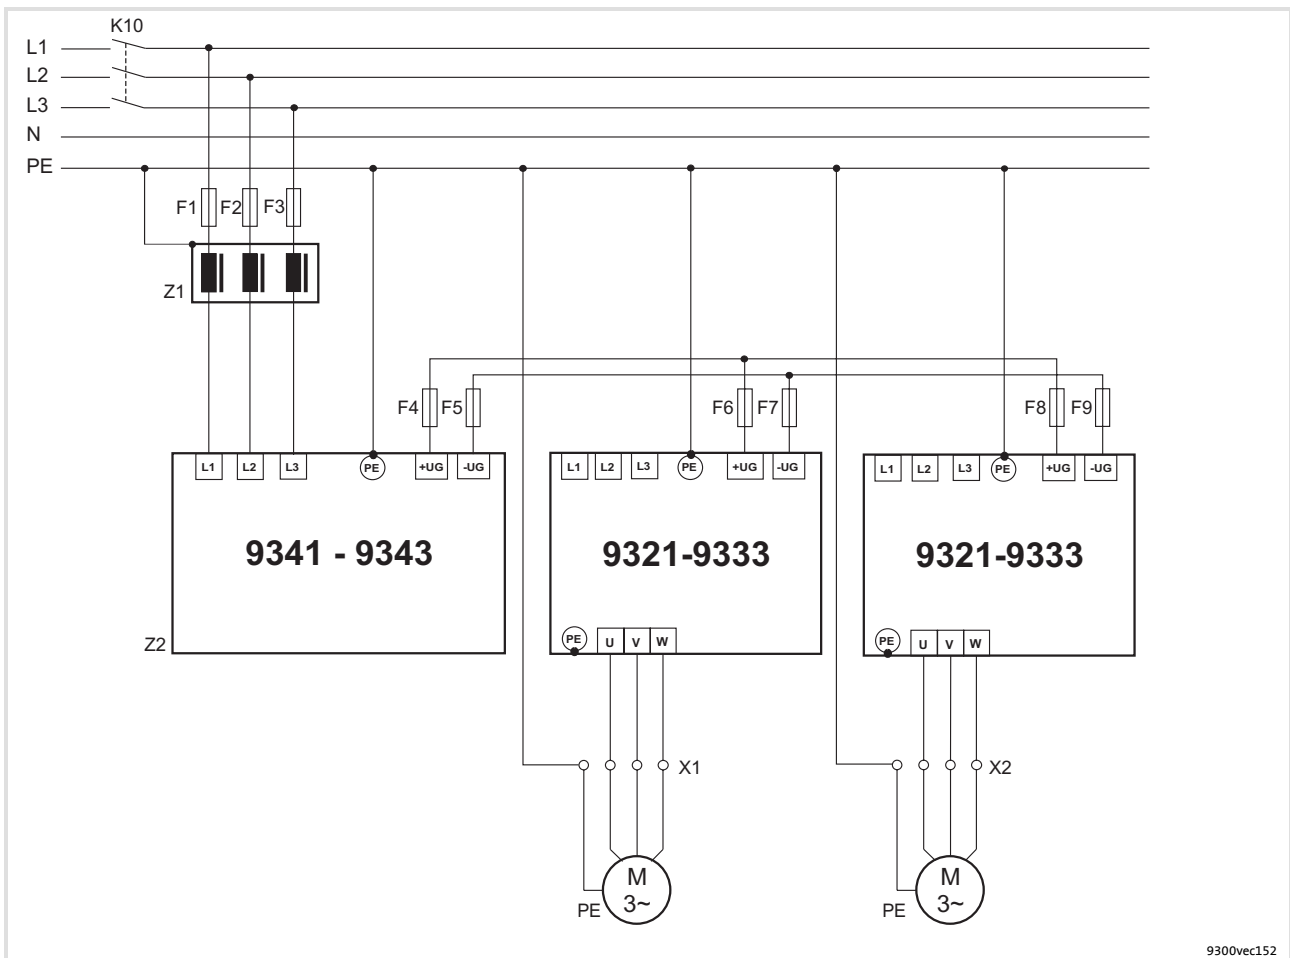 K10
L1
L2
L3
N
PE
F1 F2 F3
Z1
F4 F5 F6 F7 F8 F9
L1 L2 L3 PE +UG -UG
L1 L2 L3 PE +UG -UG
L1 L2 L3 PE +UG -UG
9341 - 9343
9321-9333
9321-9333
Z2
PE U V W
PE U V W
X1
X2
M
3~
PE
M
3~
PE
9300vec152